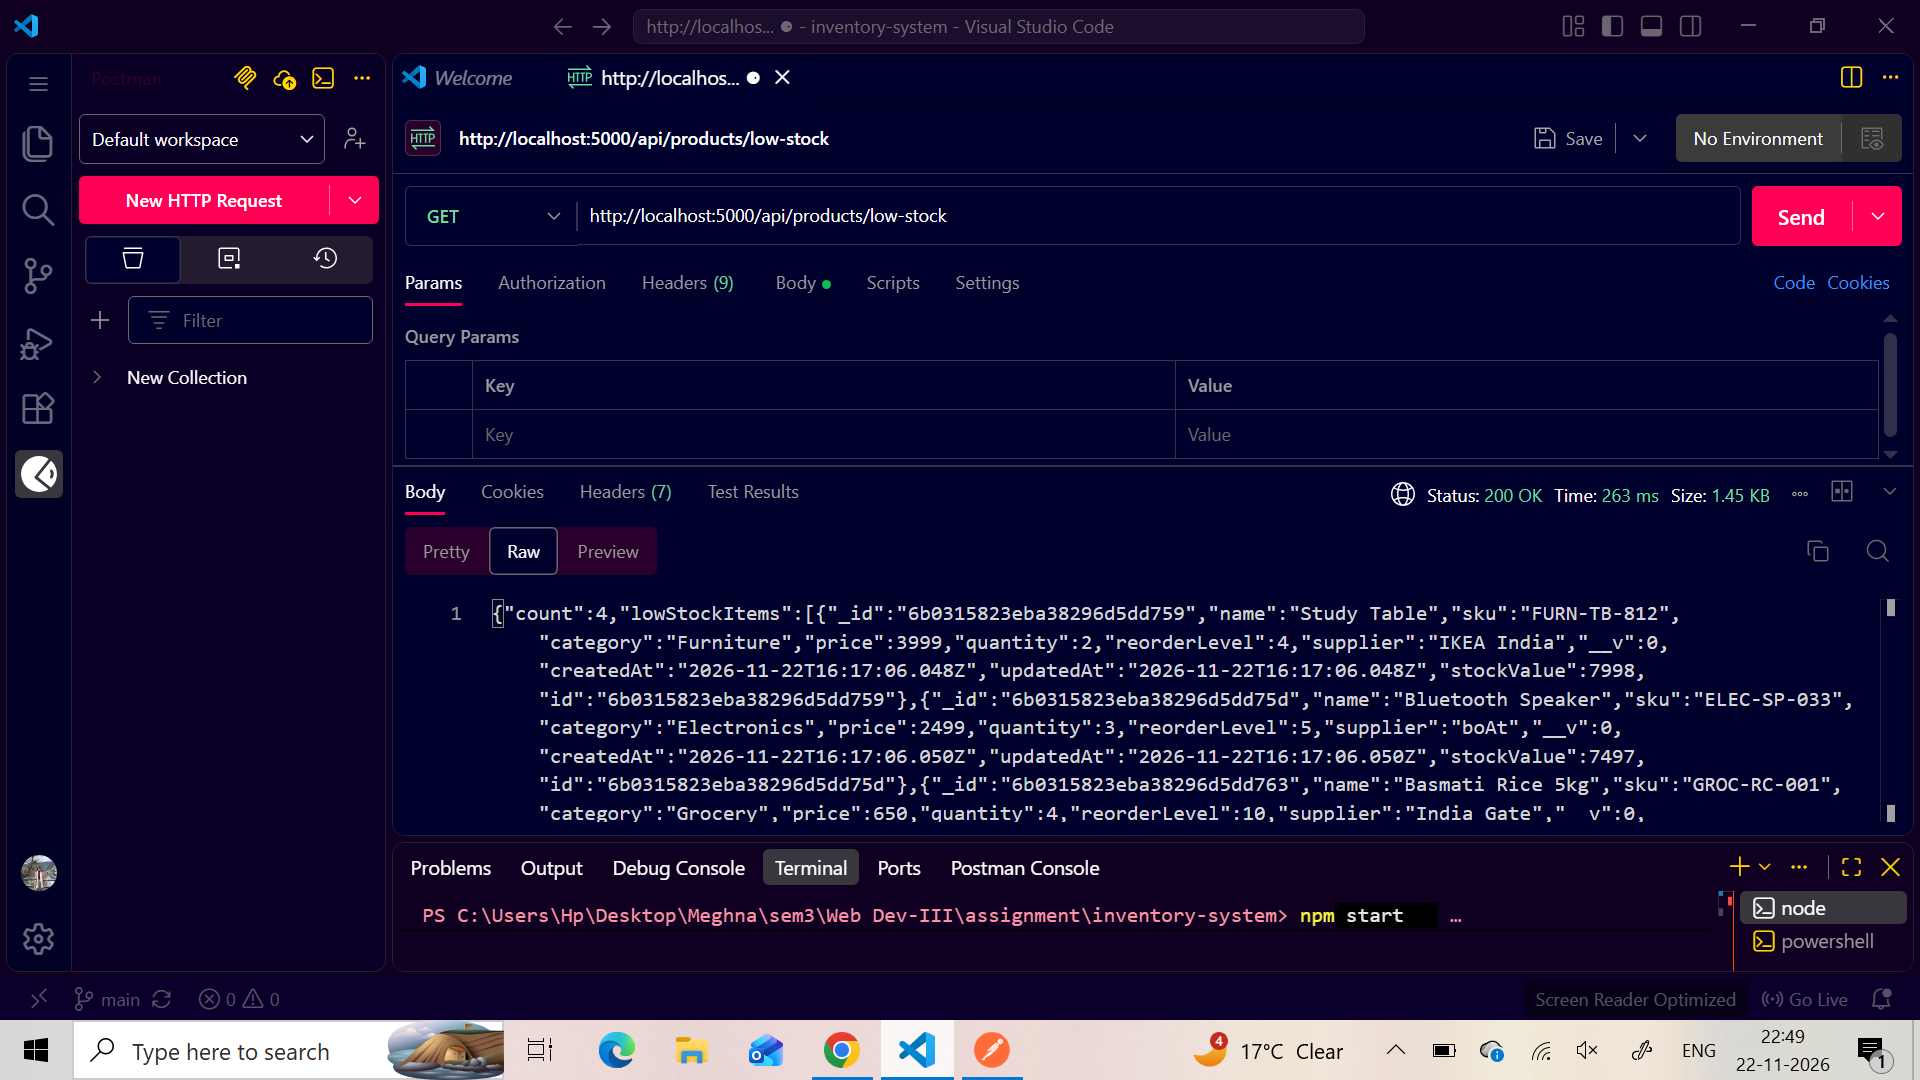 http://localhos... ● - inventory-system - Visual Studio Code
Postman
Welcome
HTTP http://localhos... ●
Default workspace
HTTP http://localhost:5000/api/products/low-stock
Save
No Environment
New HTTP Request
GET http://localhost:5000/api/products/low-stock
Send
Params Authorization Headers (9) Body Scripts Settings
Code Cookies
Filter
Query Params
New Collection
Key Value
Key Value
Body Cookies Headers (7) Test Results
Status: 200 OK Time: 263 ms Size: 1.45 KB
Pretty Raw Preview
1 {"count":4,"lowStockItems":[{"_id":"6b0315823eba38296d5dd759","name":"Study Table","sku":"FURN-TB-812",
"category":"Furniture","price":3999,"quantity":2,"reorderLevel":4,"supplier":"IKEA India","__v":0,
"createdAt":"2026-11-22T16:17:06.048Z","updatedAt":"2026-11-22T16:17:06.048Z","stockValue":7998,
"id":"6b0315823eba38296d5dd759"},{"_id":"6b0315823eba38296d5dd75d","name":"Bluetooth Speaker","sku":"ELEC-SP-033",
"category":"Electronics","price":2499,"quantity":3,"reorderLevel":5,"supplier":"boAt","__v":0,
"createdAt":"2026-11-22T16:17:06.050Z","updatedAt":"2026-11-22T16:17:06.050Z","stockValue":7497,
"id":"6b0315823eba38296d5dd75d"},{"_id":"6b0315823eba38296d5dd763","name":"Basmati Rice 5kg","sku":"GROC-RC-001",
"category":"Grocery","price":650,"quantity":4,"reorderLevel":10,"supplier":"India Gate","__v":0,
Problems Output Debug Console Terminal Ports Postman Console
PS C:\Users\Hp\Desktop\Meghna\sem3\Web Dev-III\assignment\inventory-system> npm start …
node
powershell
main 0 0
Screen Reader Optimized Go Live
Type here to search
4
17°C Clear
ENG
22:49
22-11-2026
1